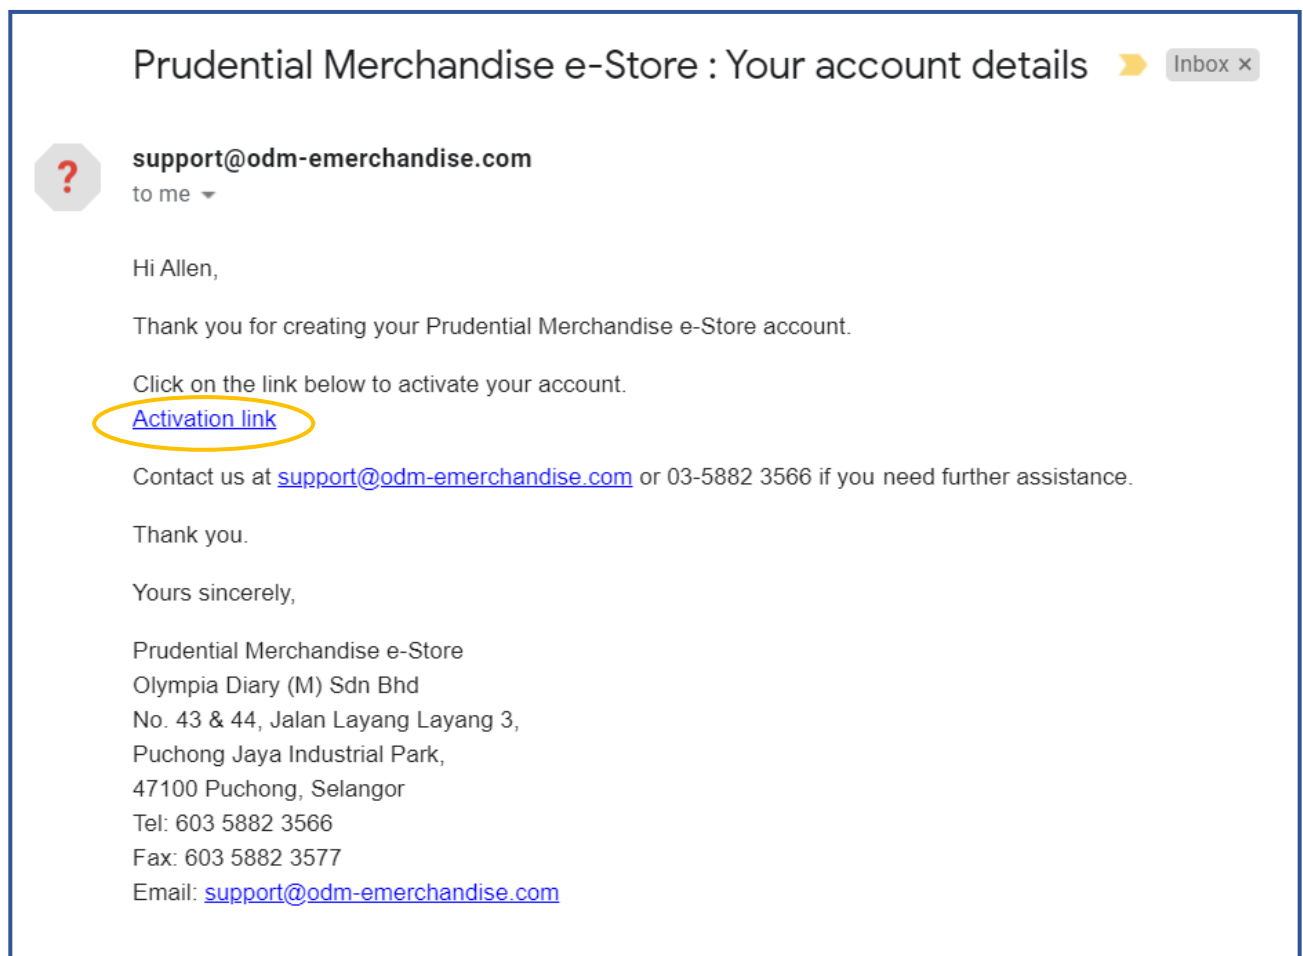 Prudential Merchandise e-Store : Your account details
Inbox ×
?
support@odm-emerchandise.com
to me
Hi Allen,
Thank you for creating your Prudential Merchandise e-Store account.
Click on the link below to activate your account.
Activation link
Contact us at support@odm-emerchandise.com or 03-5882 3566 if you need further assistance.
Thank you.
Yours sincerely,
Prudential Merchandise e-Store
Olympia Diary (M) Sdn Bhd
No. 43 & 44, Jalan Layang Layang 3,
Puchong Jaya Industrial Park,
47100 Puchong, Selangor
Tel: 603 5882 3566
Fax: 603 5882 3577
Email: support@odm-emerchandise.com